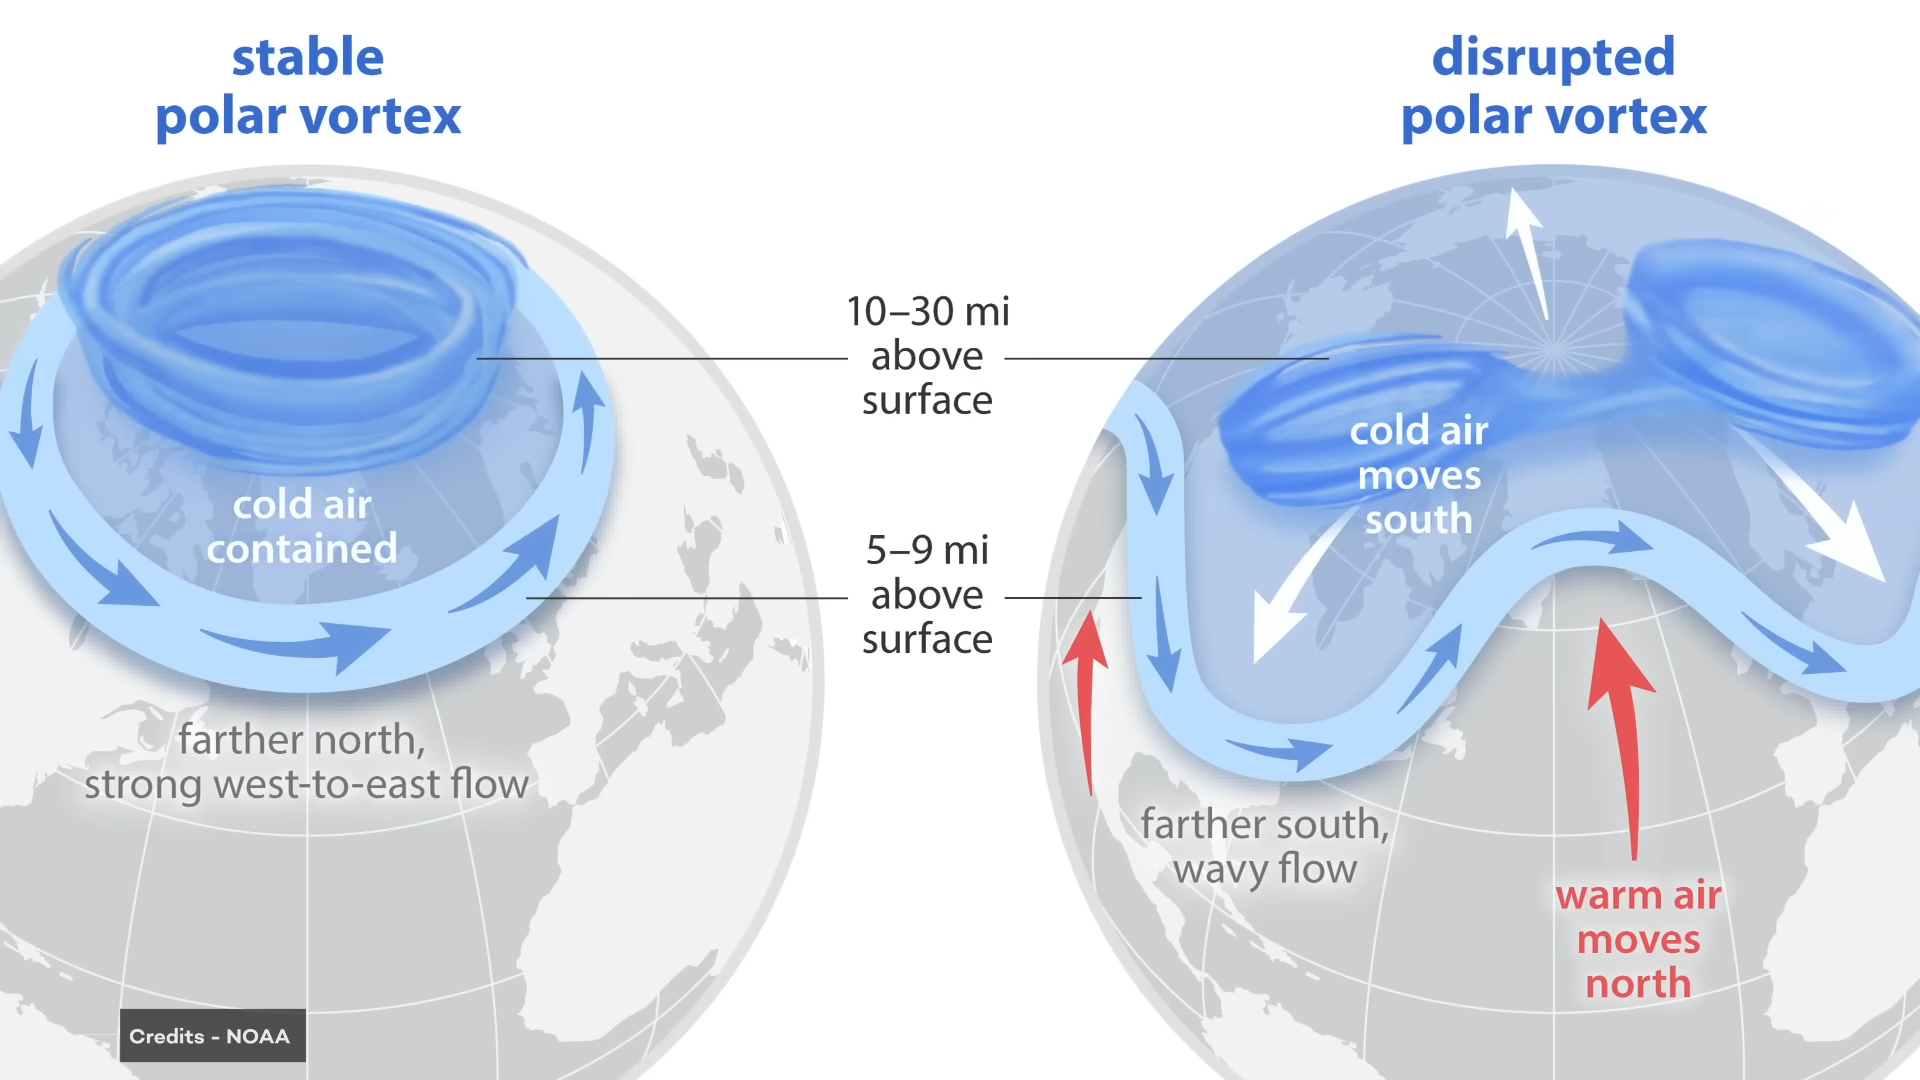 stable
polar vortex
disrupted
polar vortex
10–30 mi
above
surface
cold air
moves
south
cold air
contained
5–9 mi
above
surface
farther north,
strong west-to-east flow
farther south,
wavy flow
warm air
moves
north
Credits - NOAA